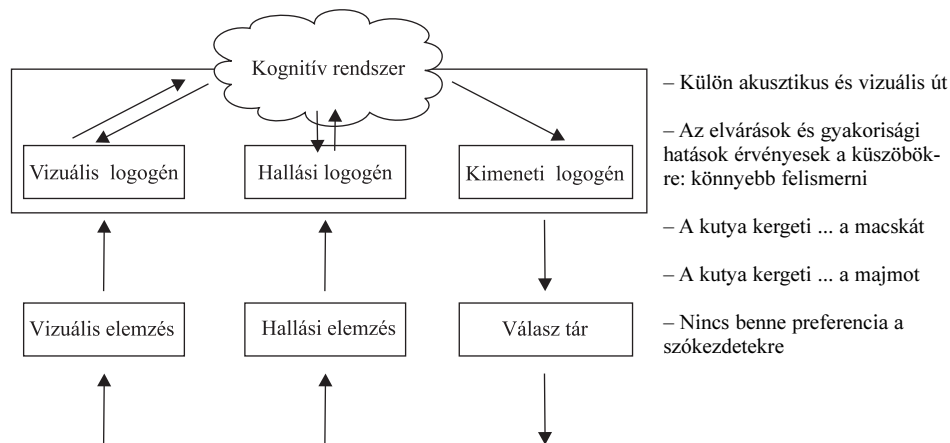 Kognitív rendszer
Vizuális logogén
Hallási logogén
Kimeneti logogén
Vizuális elemzés
Hallási elemzés
Válasz tár
– Külön akusztikus és vizuális út
– Az elvárások és gyakorisági
hatások érvényesek a küszöbök-
re: könnyebb felismerni
– A kutya kergeti ... a macskát
– A kutya kergeti ... a majmot
– Nincs benne preferencia a
szókezdetekre